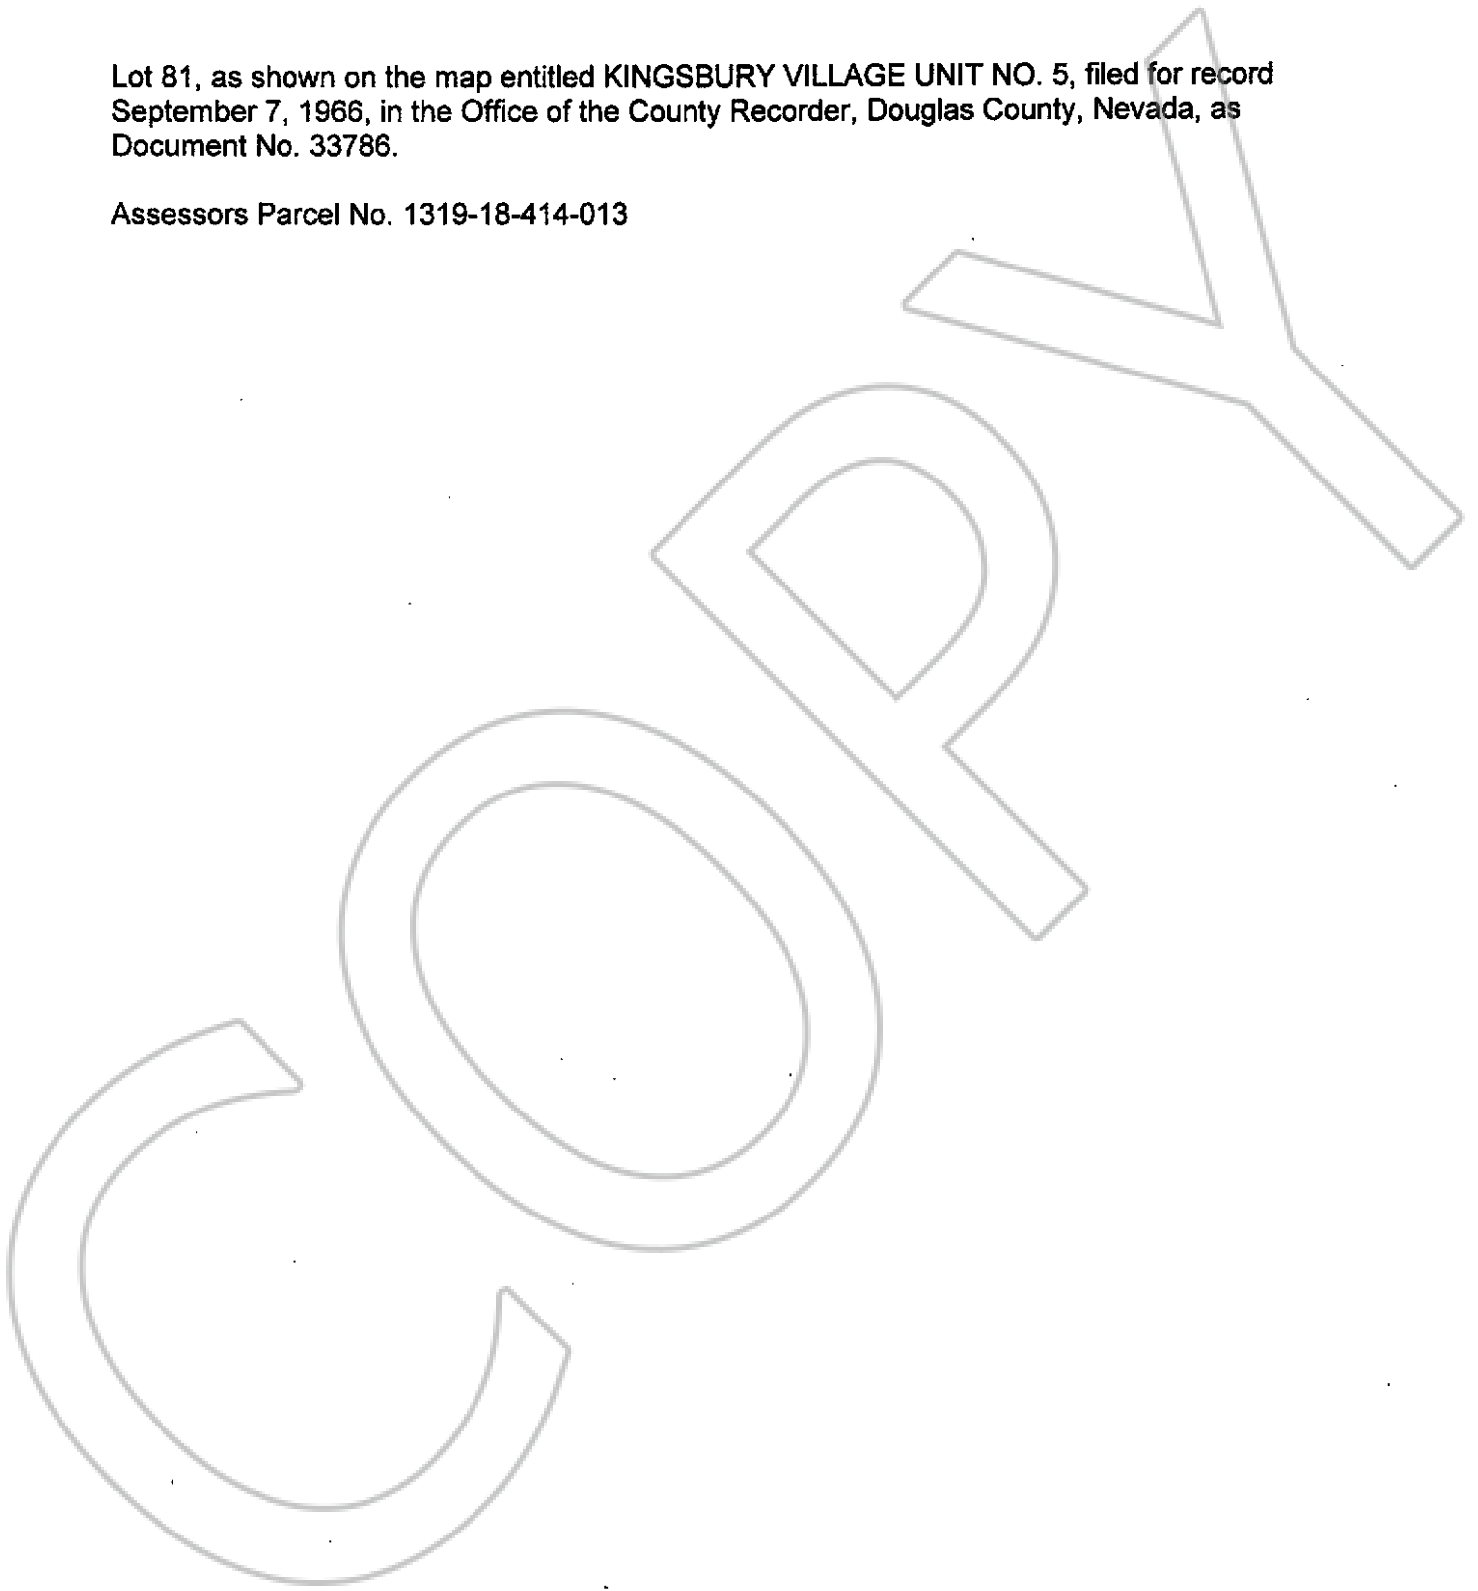 Lot 81, as shown on the map entitled KINGSBURY VILLAGE UNIT NO. 5, filed for record
September 7, 1966, in the Office of the County Recorder, Douglas County, Nevada, as
Document No. 33786.
Assessors Parcel No. 1319-18-414-013
COPY